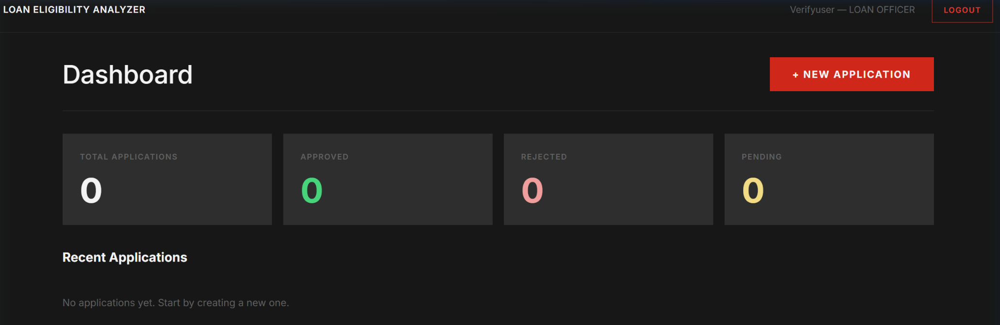 LOAN ELIGIBILITY ANALYZER
Verifyuser — LOAN OFFICER
LOGOUT
Dashboard
+ NEW APPLICATION
TOTAL APPLICATIONS
0
APPROVED
0
REJECTED
0
PENDING
0
Recent Applications
No applications yet. Start by creating a new one.